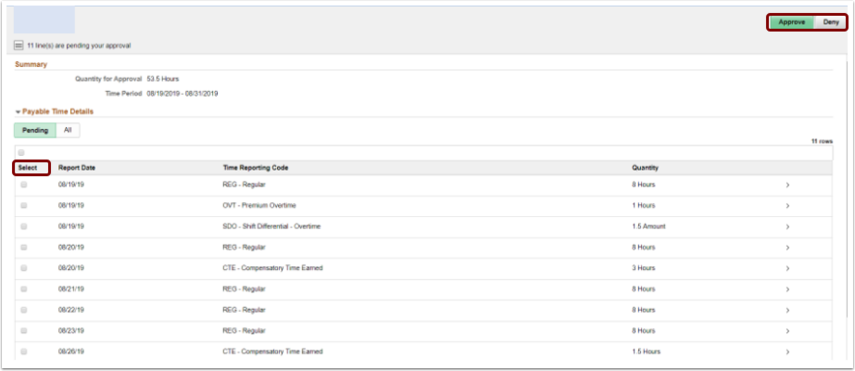 Approve Deny
11 line(s) are pending your approval
Summary
Quantity for Approval 53.5 Hours
Time Period 08/19/2019 - 08/31/2019
Payable Time Details
Pending All
11 rows
Select Report Date Time Reporting Code Quantity
08/19/19 REG - Regular 8 Hours
08/19/19 OVT - Premium Overtime 1 Hours
08/19/19 SDO - Shift Differential - Overtime 1.5 Amount
08/20/19 REG - Regular 8 Hours
08/20/19 CTE - Compensatory Time Earned 3 Hours
08/21/19 REG - Regular 8 Hours
08/22/19 REG - Regular 8 Hours
08/23/19 REG - Regular 8 Hours
08/26/19 CTE - Compensatory Time Earned 1.5 Hours